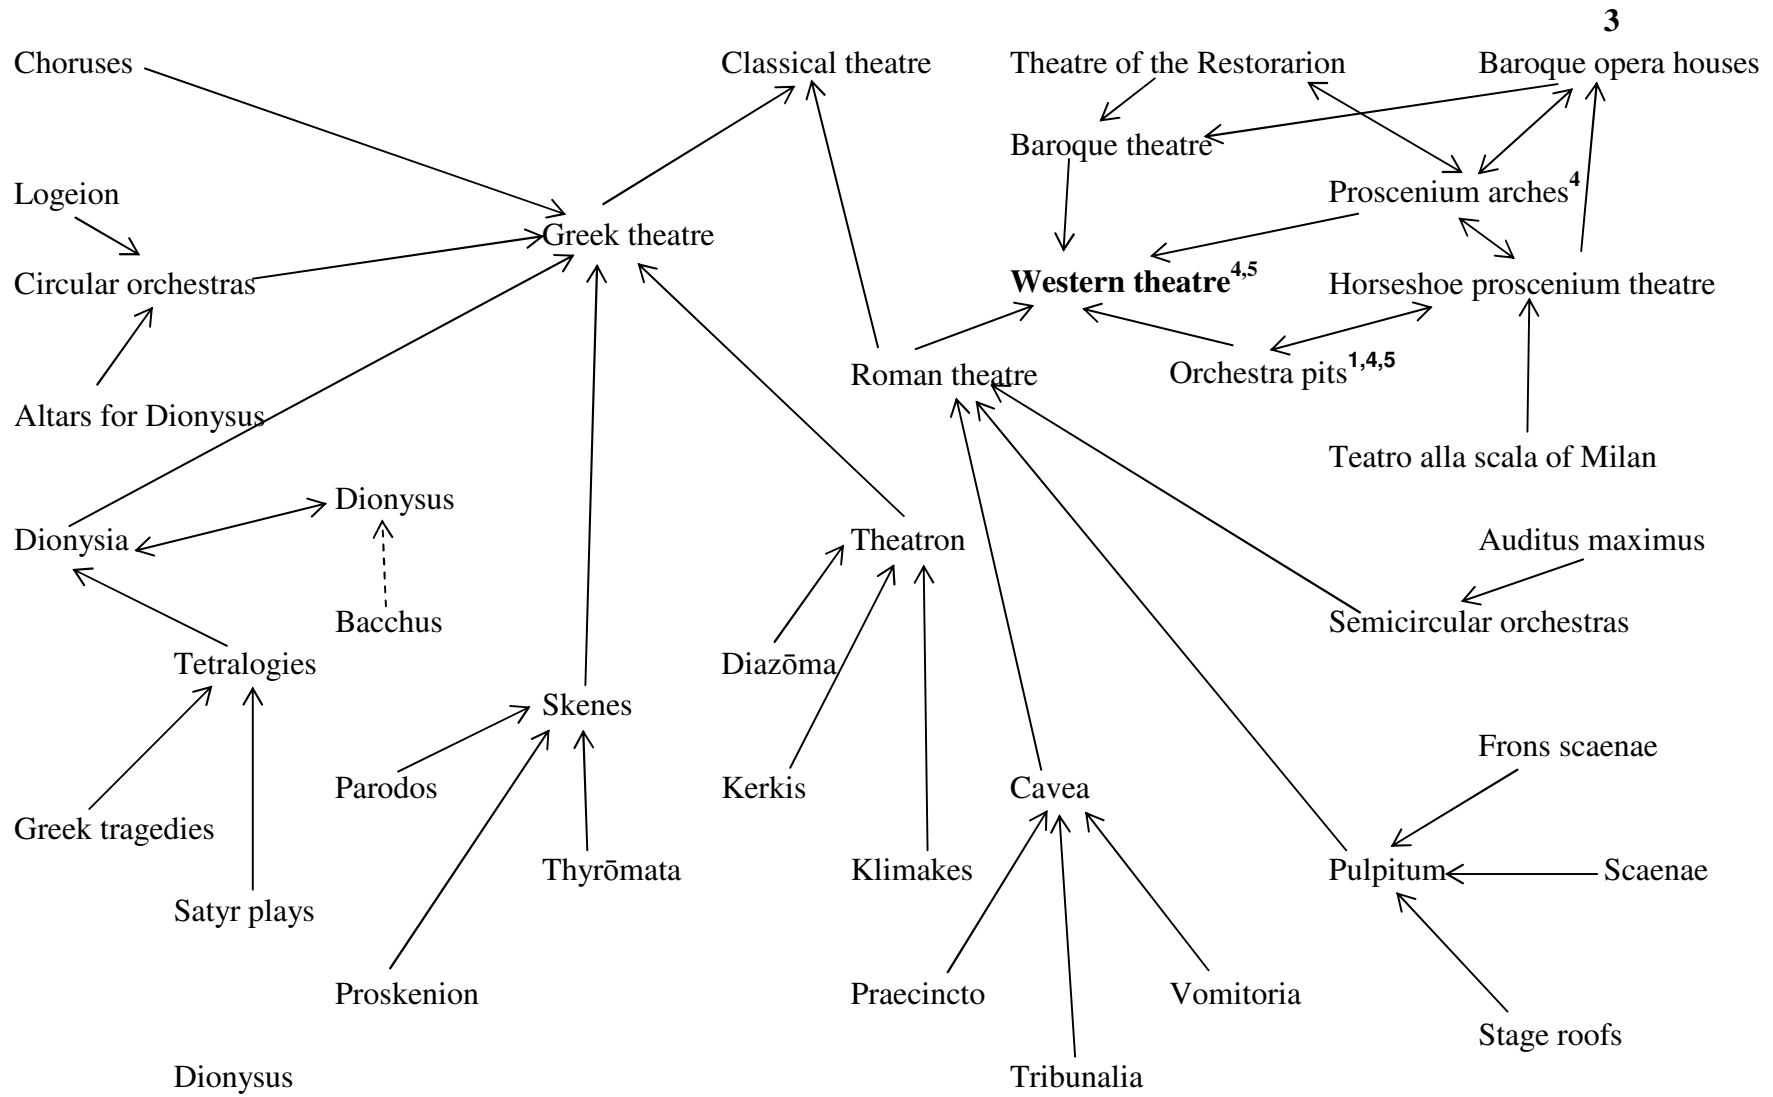 3
Choruses
Classical theatre
Theatre of the Restorarion
Baroque opera houses
Baroque theatre
Logeion
Proscenium arches4
Greek theatre
Circular orchestras
Western theatre4,5
Horseshoe proscenium theatre
Roman theatre
Orchestra pits1,4,5
Altars for Dionysus
Teatro alla scala of Milan
Dionysus
Dionysia
Theatron
Auditus maximus
Bacchus
Semicircular orchestras
Tetralogies
Diazōma
Skenes
Frons scaenae
Parodos
Kerkis
Cavea
Greek tragedies
Thyrōmata
Klimakes
Pulpitum
Scaenae
Satyr plays
Proskenion
Praecincto
Vomitoria
Stage roofs
Dionysus
Tribunalia